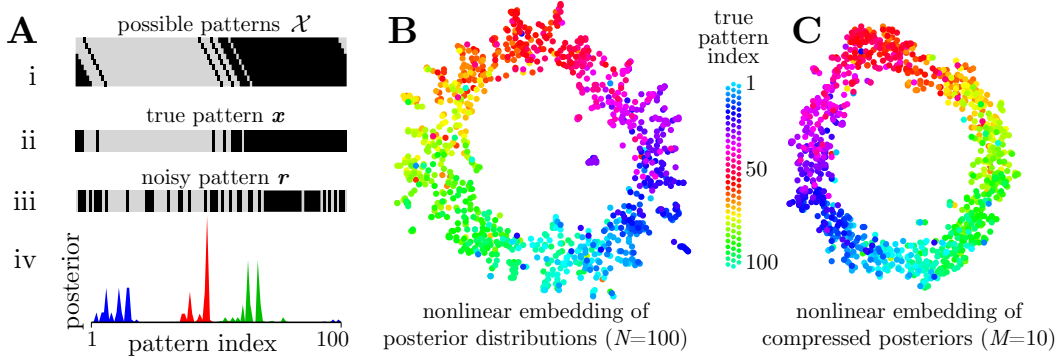 A
possible patterns 𝒳
i
true pattern x
ii
noisy pattern r
iii
iv
posterior
1
100
pattern index
B
nonlinear embedding of
posterior distributions (N=100)
true
pattern
index
1
50
100
C
nonlinear embedding of
compressed posteriors (M=10)